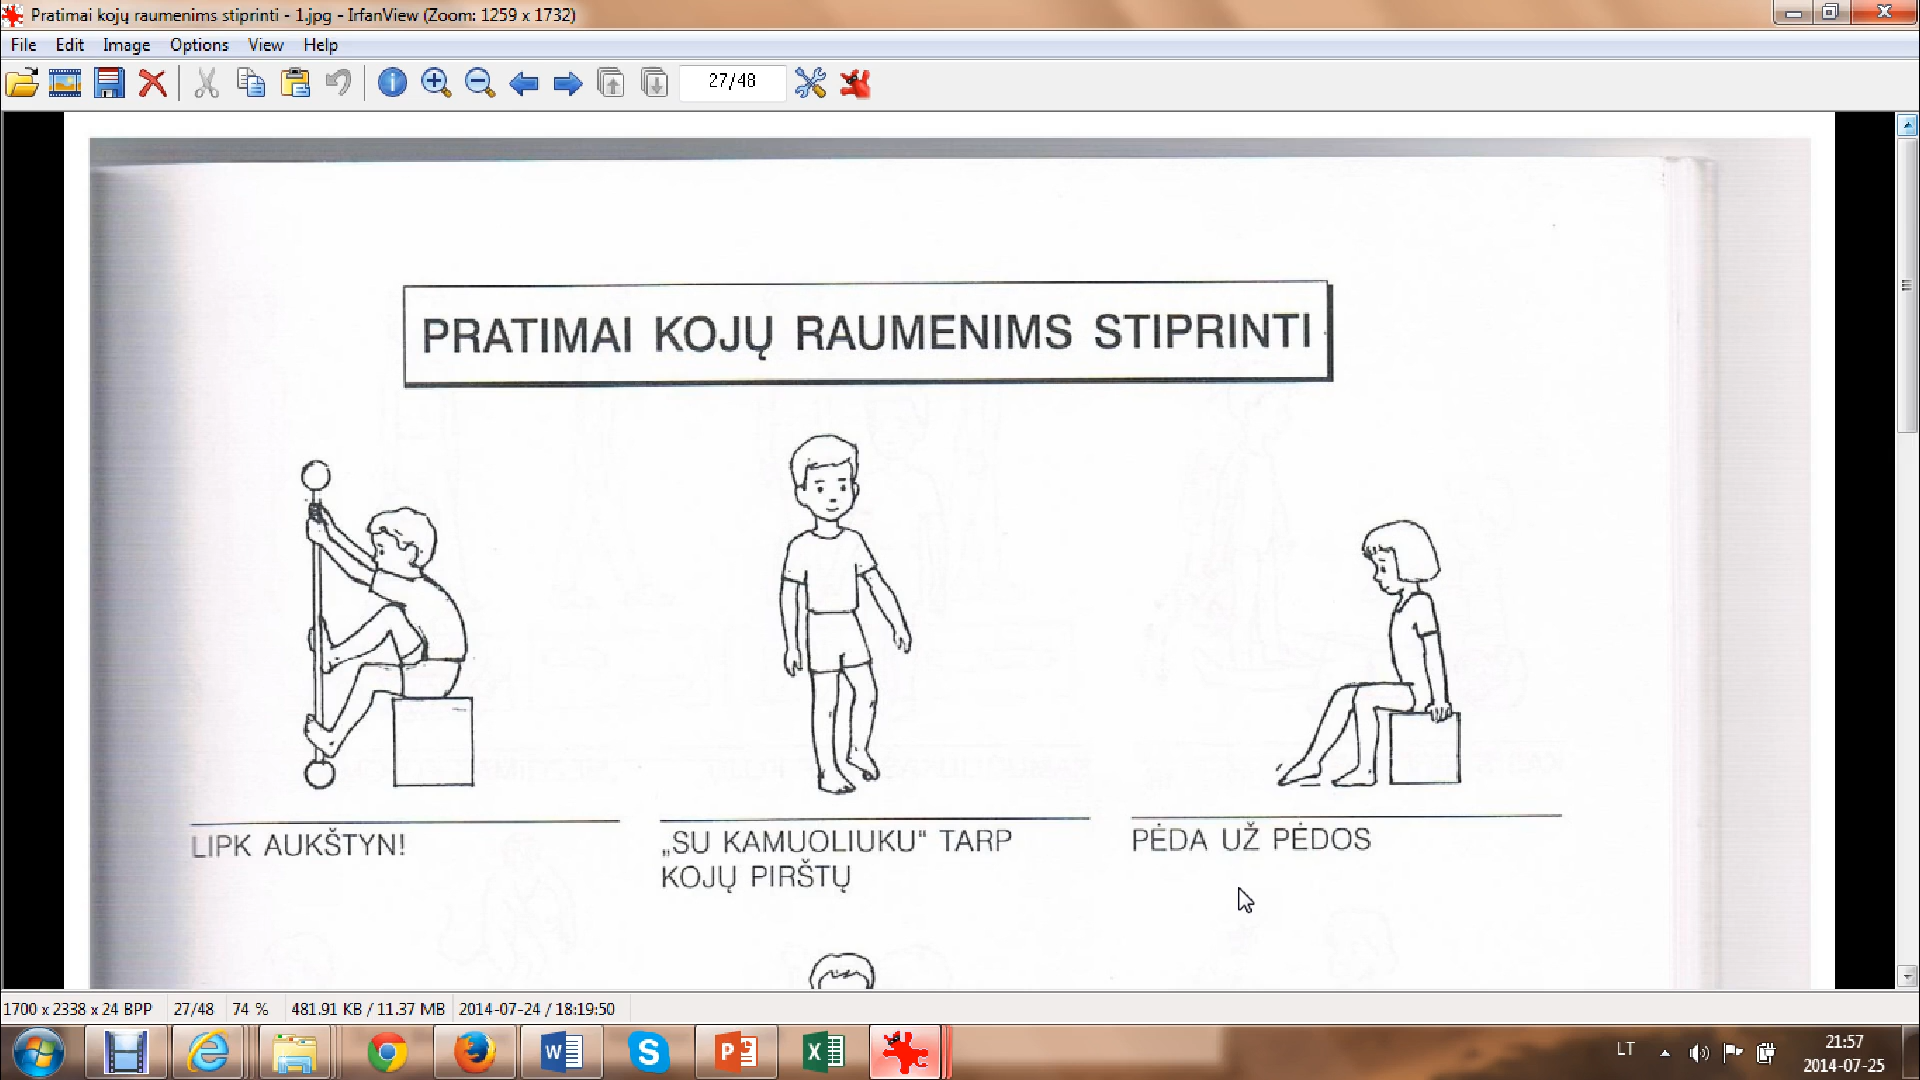 Pratimai kojų raumenims stiprinti - 1.jpg - IrfanView (Zoom: 1259 x 1732)
File Edit Image Options View Help
27/48
PRATIMAI KOJŲ RAUMENIMS STIPRINTI
LIPK AUKŠTYN!
„SU KAMUOLIUKU“ TARP
KOJŲ PIRŠTŲ
PĖDA UŽ PĖDOS
1700 x 2338 x 24 BPP 27/48 74 % 481.91 KB / 11.37 MB 2014-07-24 / 18:19:50
LT 21:57
2014-07-25